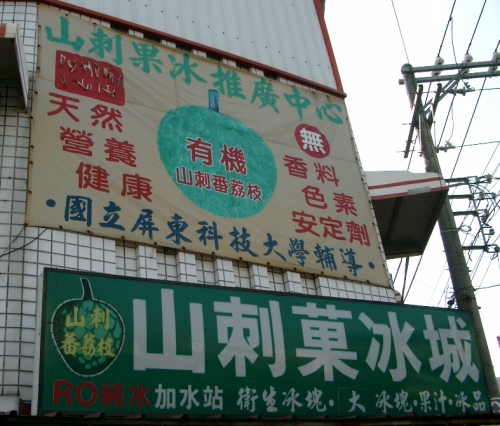 山刺果冰推廣中心
天然
營養
健康
有機
山刺番荔枝
無
香料
色素
安定劑
•國立屏東科技大學輔導•
山刺
番荔枝
山刺菓冰城
RO純水加水站 衛生冰塊•大 冰塊•果汁•冰品